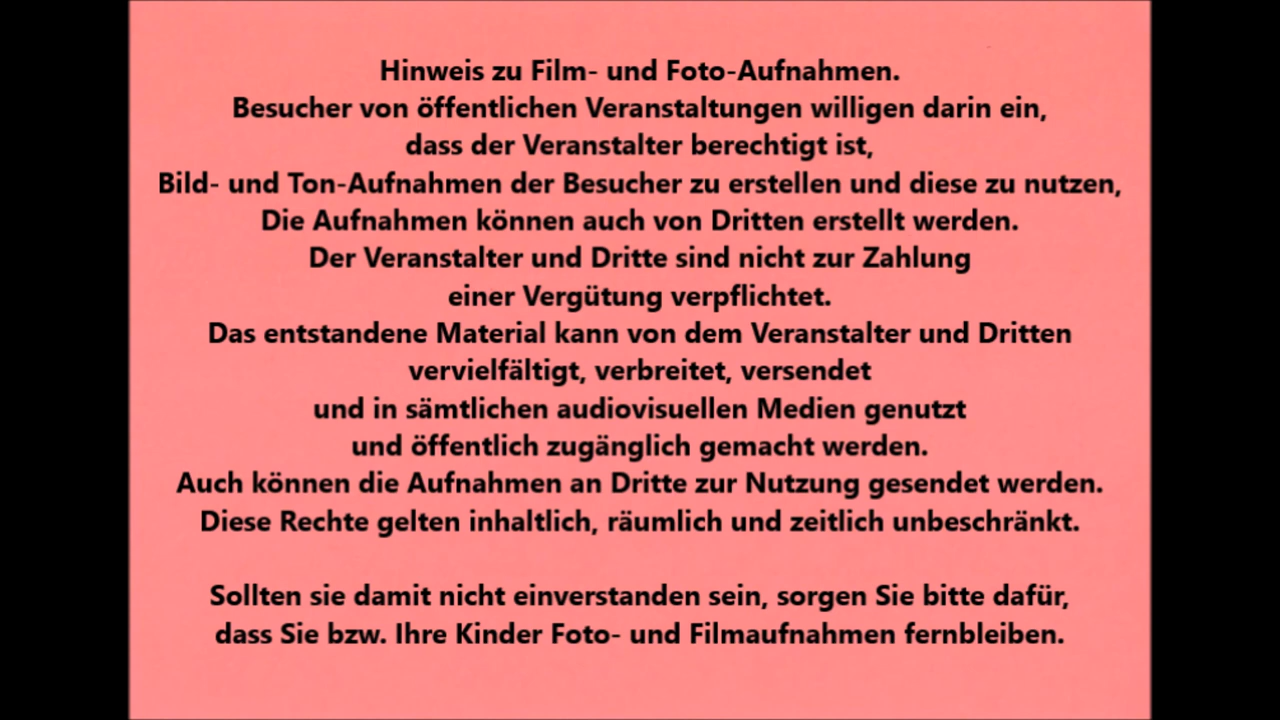 Hinweis zu Film- und Foto-Aufnahmen.
Besucher von öffentlichen Veranstaltungen willigen darin ein,
dass der Veranstalter berechtigt ist,
Bild- und Ton-Aufnahmen der Besucher zu erstellen und diese zu nutzen,
Die Aufnahmen können auch von Dritten erstellt werden.
Der Veranstalter und Dritte sind nicht zur Zahlung
einer Vergütung verpflichtet.
Das entstandene Material kann von dem Veranstalter und Dritten
vervielfältigt, verbreitet, versendet
und in sämtlichen audiovisuellen Medien genutzt
und öffentlich zugänglich gemacht werden.
Auch können die Aufnahmen an Dritte zur Nutzung gesendet werden.
Diese Rechte gelten inhaltlich, räumlich und zeitlich unbeschränkt.
Sollten sie damit nicht einverstanden sein, sorgen Sie bitte dafür,
dass Sie bzw. Ihre Kinder Foto- und Filmaufnahmen fernbleiben.